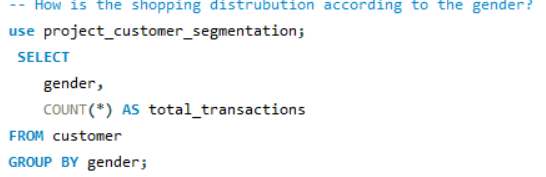 -- How is the shopping distrubution according to the gender?
use project_customer_segmentation;
SELECT
gender,
COUNT(*) AS total_transactions
FROM customer
GROUP BY gender;